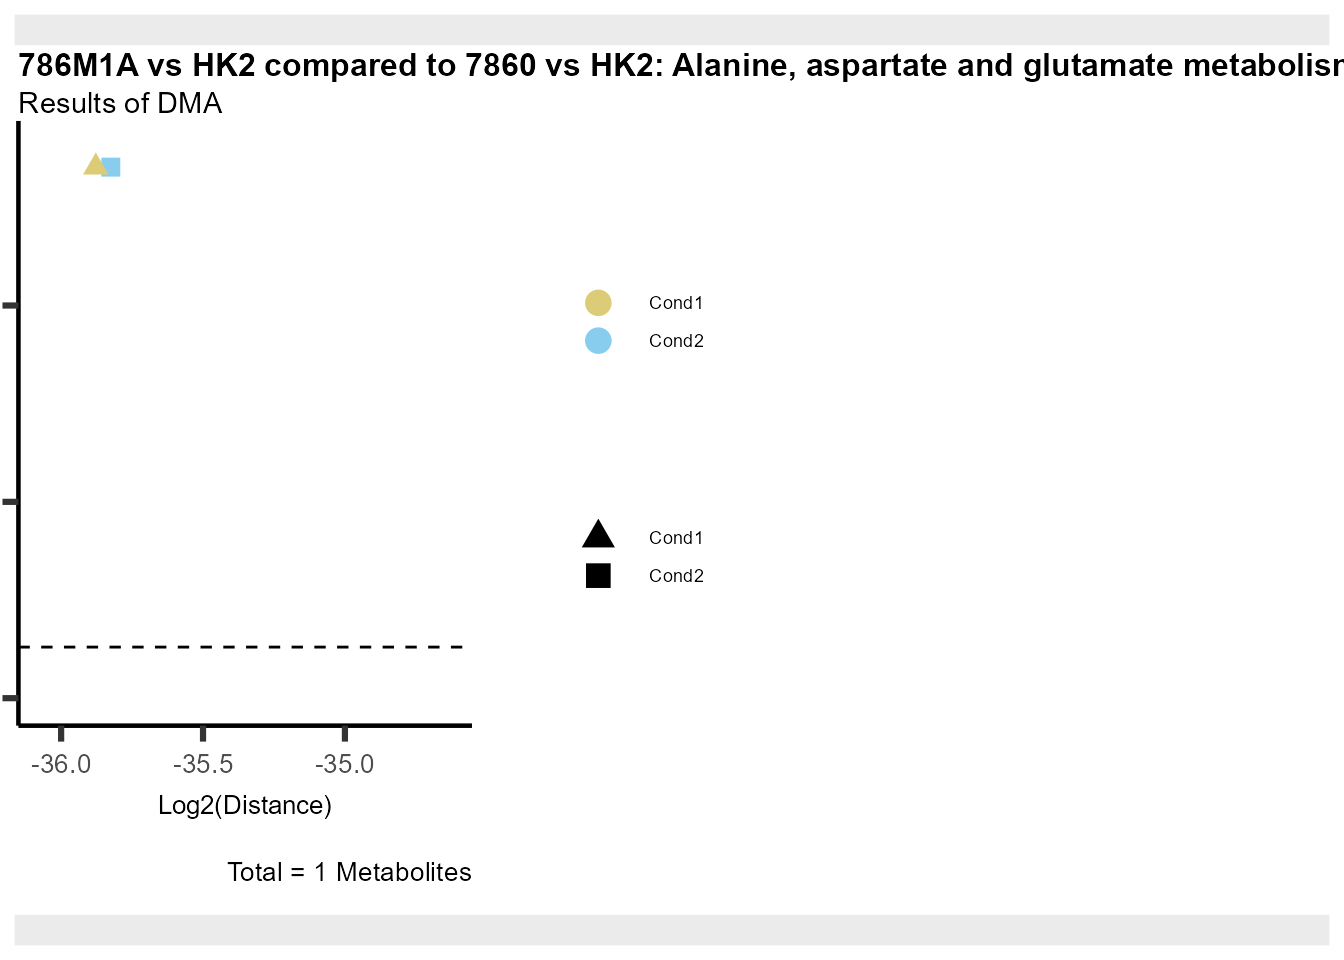 786M1A vs HK2 compared to 7860 vs HK2: Alanine, aspartate and glutamate
Results of DMA
Cond1
Cond2
Cond1
Cond2
-36.0
-35.5
-35.0
Log2(Distance)
Total = 1 Metabolites